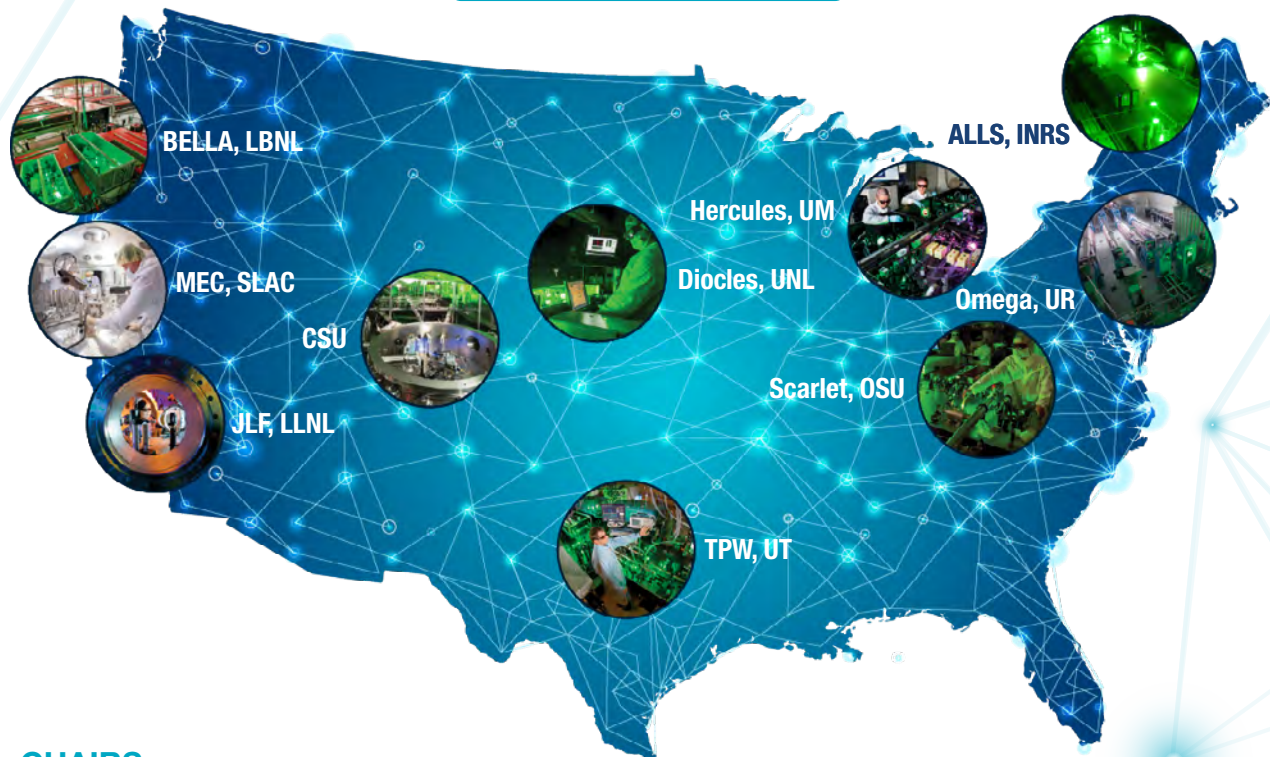 BELLA, LBNL
ALLS, INRS
Hercules, UM
MEC, SLAC
Diocles, UNL
Omega, UR
CSU
Scarlet, OSU
JLF, LLNL
TPW, UT
CHAIRS